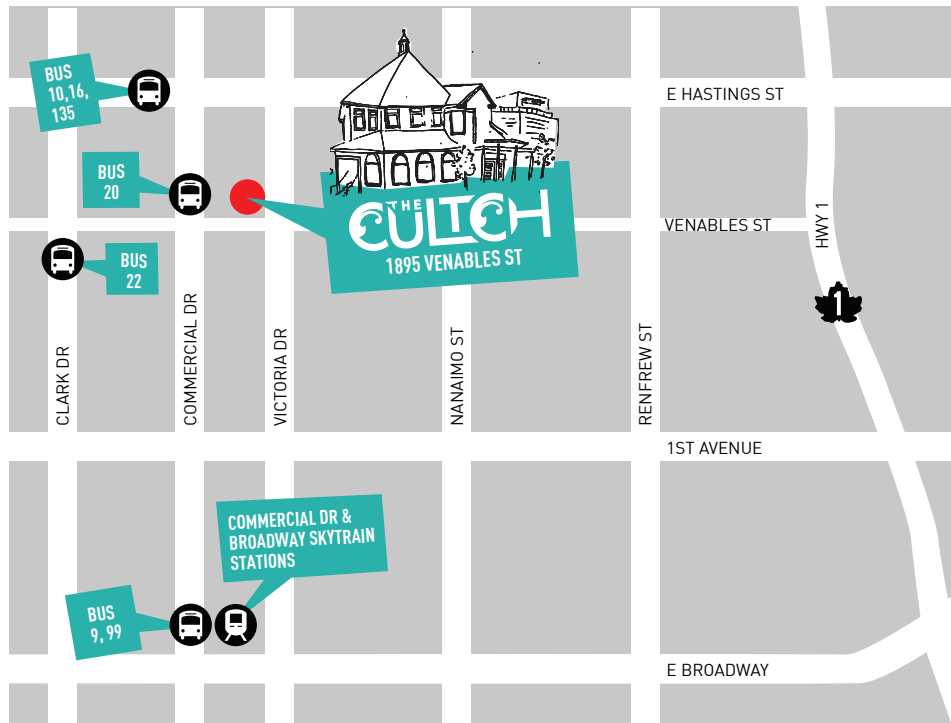 BUS
10,16,
135
E HASTINGS ST
BUS
20
THE
CULTCH
1895 VENABLES ST
VENABLES ST
HWY 1
BUS
22
1
CLARK DR
COMMERCIAL DR
VICTORIA DR
NANAIMO ST
RENFREW ST
1ST AVENUE
COMMERCIAL DR &
BROADWAY SKYTRAIN
STATIONS
BUS
9, 99
E BROADWAY